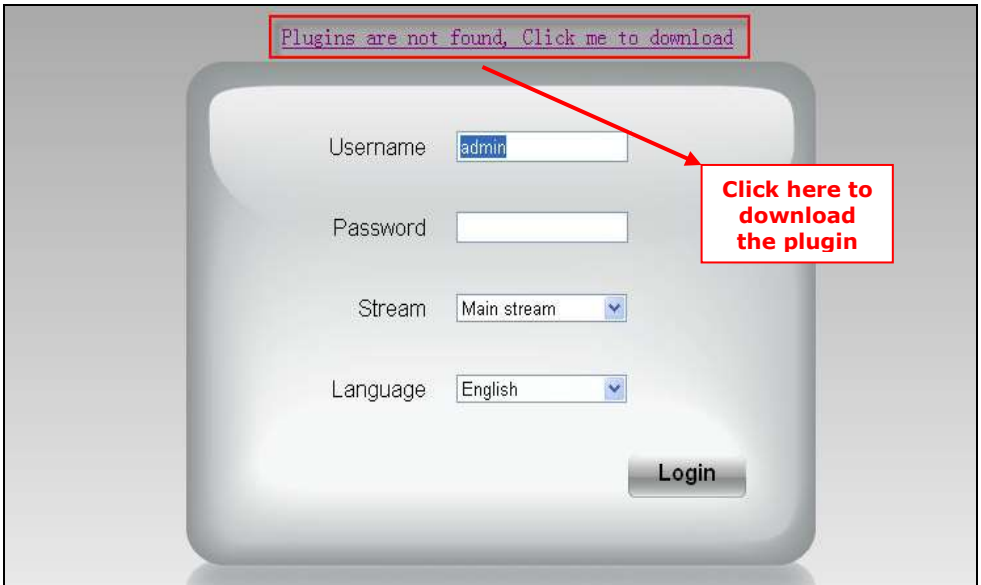 Plugins are not found, Click me to download
Username admin
Click here to
download
the plugin
Password
Stream Main stream
Language English
Login